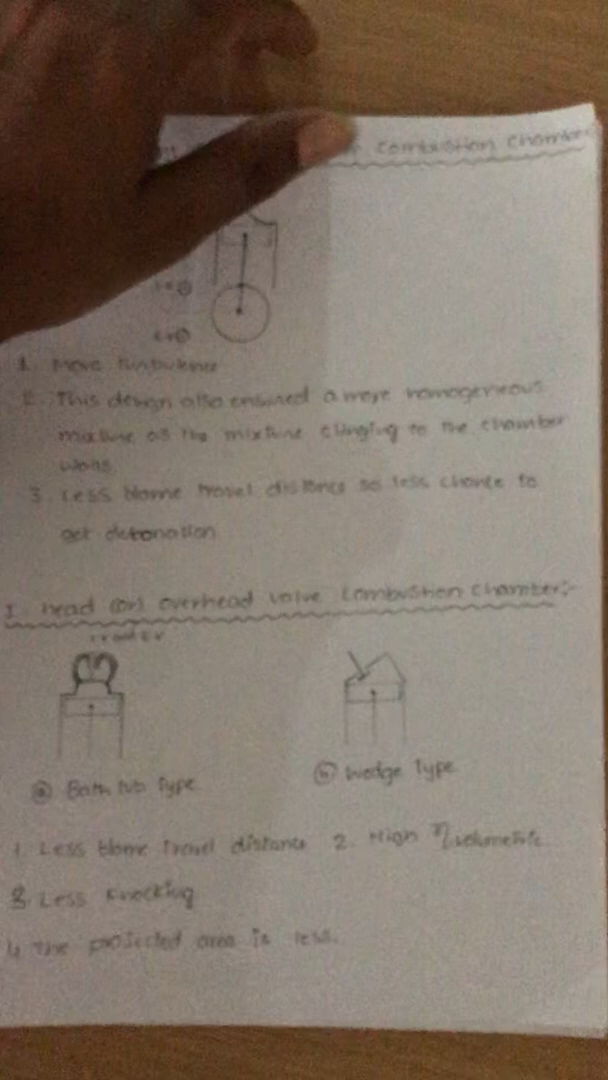 Combustion Chamber
1. More turbulence
2. This design also ensured a more homogeneous
mixture as the mixture clinging to the chamber
walls.
3. Less flame travel distance so less chance to
get detonation
I. head (or) overhead valve Combustion Chamber:-
(a) Bath tub Type
(b) Wedge Type
1. Less flame travel distance 2. High η volumetric.
3. Less Knocking
4. The projected area is less.